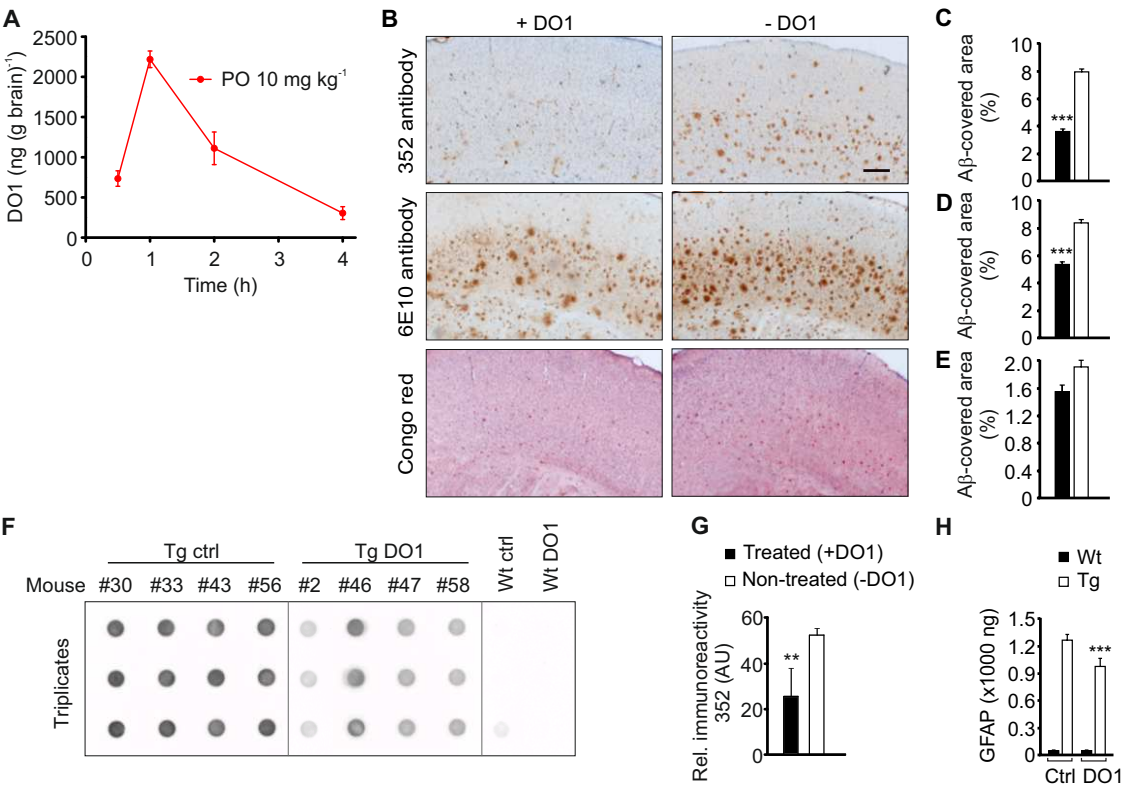 A
2500
2000
1500
1000
500
0
DO1 (ng (g brain)⁻¹)
PO 10 mg kg⁻¹
0 1 2 3 4
Time (h)
B
+ DO1 - DO1
352 antibody
6E10 antibody
Congo red
C
10
8
6
4
2
0
Aβ-covered area
(%)
***
D
10
8
6
4
2
0
Aβ-covered area
(%)
***
E
2.0
1.6
1.2
0.8
0.4
0
Aβ-covered area
(%)
F
Tg ctrl Tg DO1 Wt ctrl Wt DO1
Mouse #30 #33 #43 #56 #2 #46 #47 #58
Triplicates
G
Treated (+DO1)
Non-treated (-DO1)
Rel. immunoreactivity
352 (AU)
60
40
20
0
**
H
Wt
Tg
GFAP (x1000 ng)
1.5
1.2
0.9
0.6
0.3
0
***
Ctrl DO1